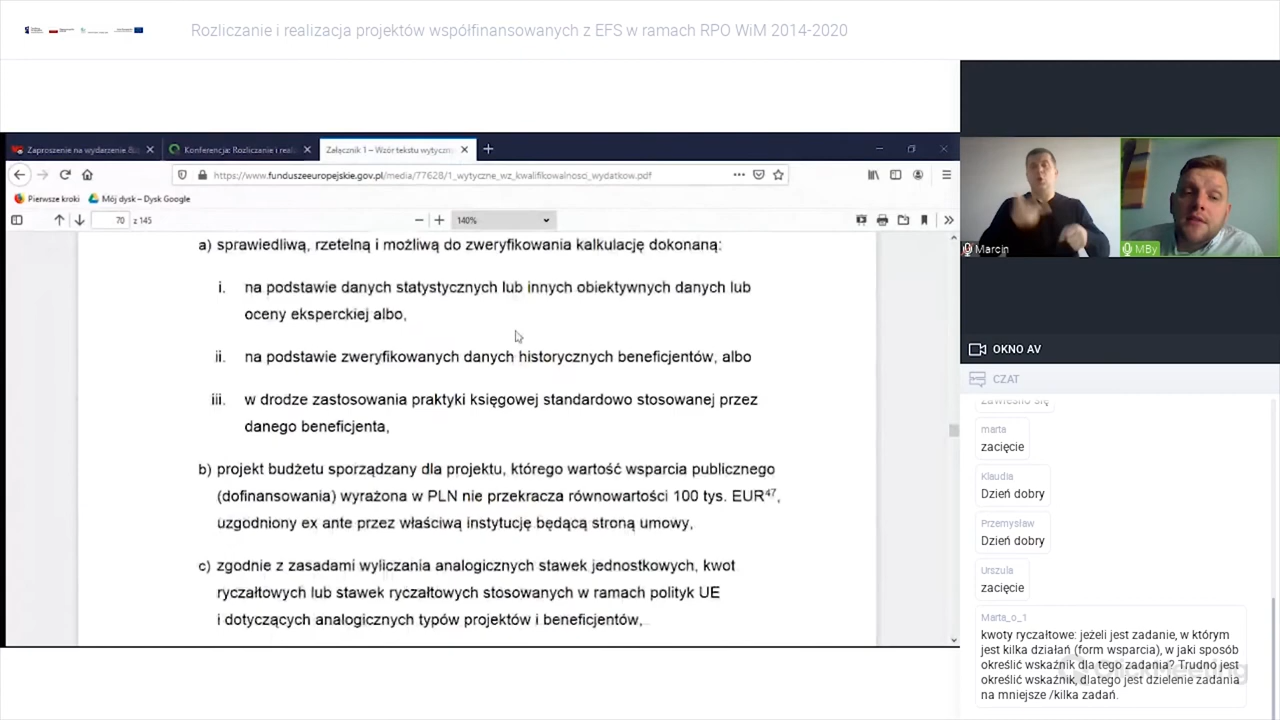 Rozliczanie i realizacja projektów współfinansowanych z EFS w ramach RPO WiM 2014-2020
Zaproszenie na wydarzenie
Konferencja: Rozliczanie i real
Załącznik 1 – Wzór tekstu wytyczn
https://www.funduszeeuropejskie.gov.pl/media/77628/1_wytyczne_wz_kwalifikowalnosci_wydatkow.pdf
Pierwsze kroki
Mój dysk – Dysk Google
70 z 145
140%
a) sprawiedliwą, rzetelną i możliwą do zweryfikowania kalkulację dokonaną:
i. na podstawie danych statystycznych lub innych obiektywnych danych lub
oceny eksperckiej albo,
ii. na podstawie zweryfikowanych danych historycznych beneficjentów, albo
iii. w drodze zastosowania praktyki księgowej standardowo stosowanej przez
danego beneficjenta,
b) projekt budżetu sporządzany dla projektu, którego wartość wsparcia publicznego
(dofinansowania) wyrażona w PLN nie przekracza równowartości 100 tys. EUR47,
uzgodniony ex ante przez właściwą instytucję będącą stroną umowy,
c) zgodnie z zasadami wyliczania analogicznych stawek jednostkowych, kwot
ryczałtowych lub stawek ryczałtowych stosowanych w ramach polityk UE
i dotyczących analogicznych typów projektów i beneficjentów,
Marcin
MBy
OKNO AV
CZAT
marta
zacięcie
Klaudia
Dzień dobry
Przemysław
Dzień dobry
Urszula
zacięcie
Marta_o_1
kwoty ryczałtowe: jeżeli jest zadanie, w którym
jest kilka działań (form wsparcia), w jaki sposób
określić wskaźnik dla tego zadania? Trudno jest
określić wskaźnik, dlatego jest dzielenie zadania
na mniejsze /kilka zadań.